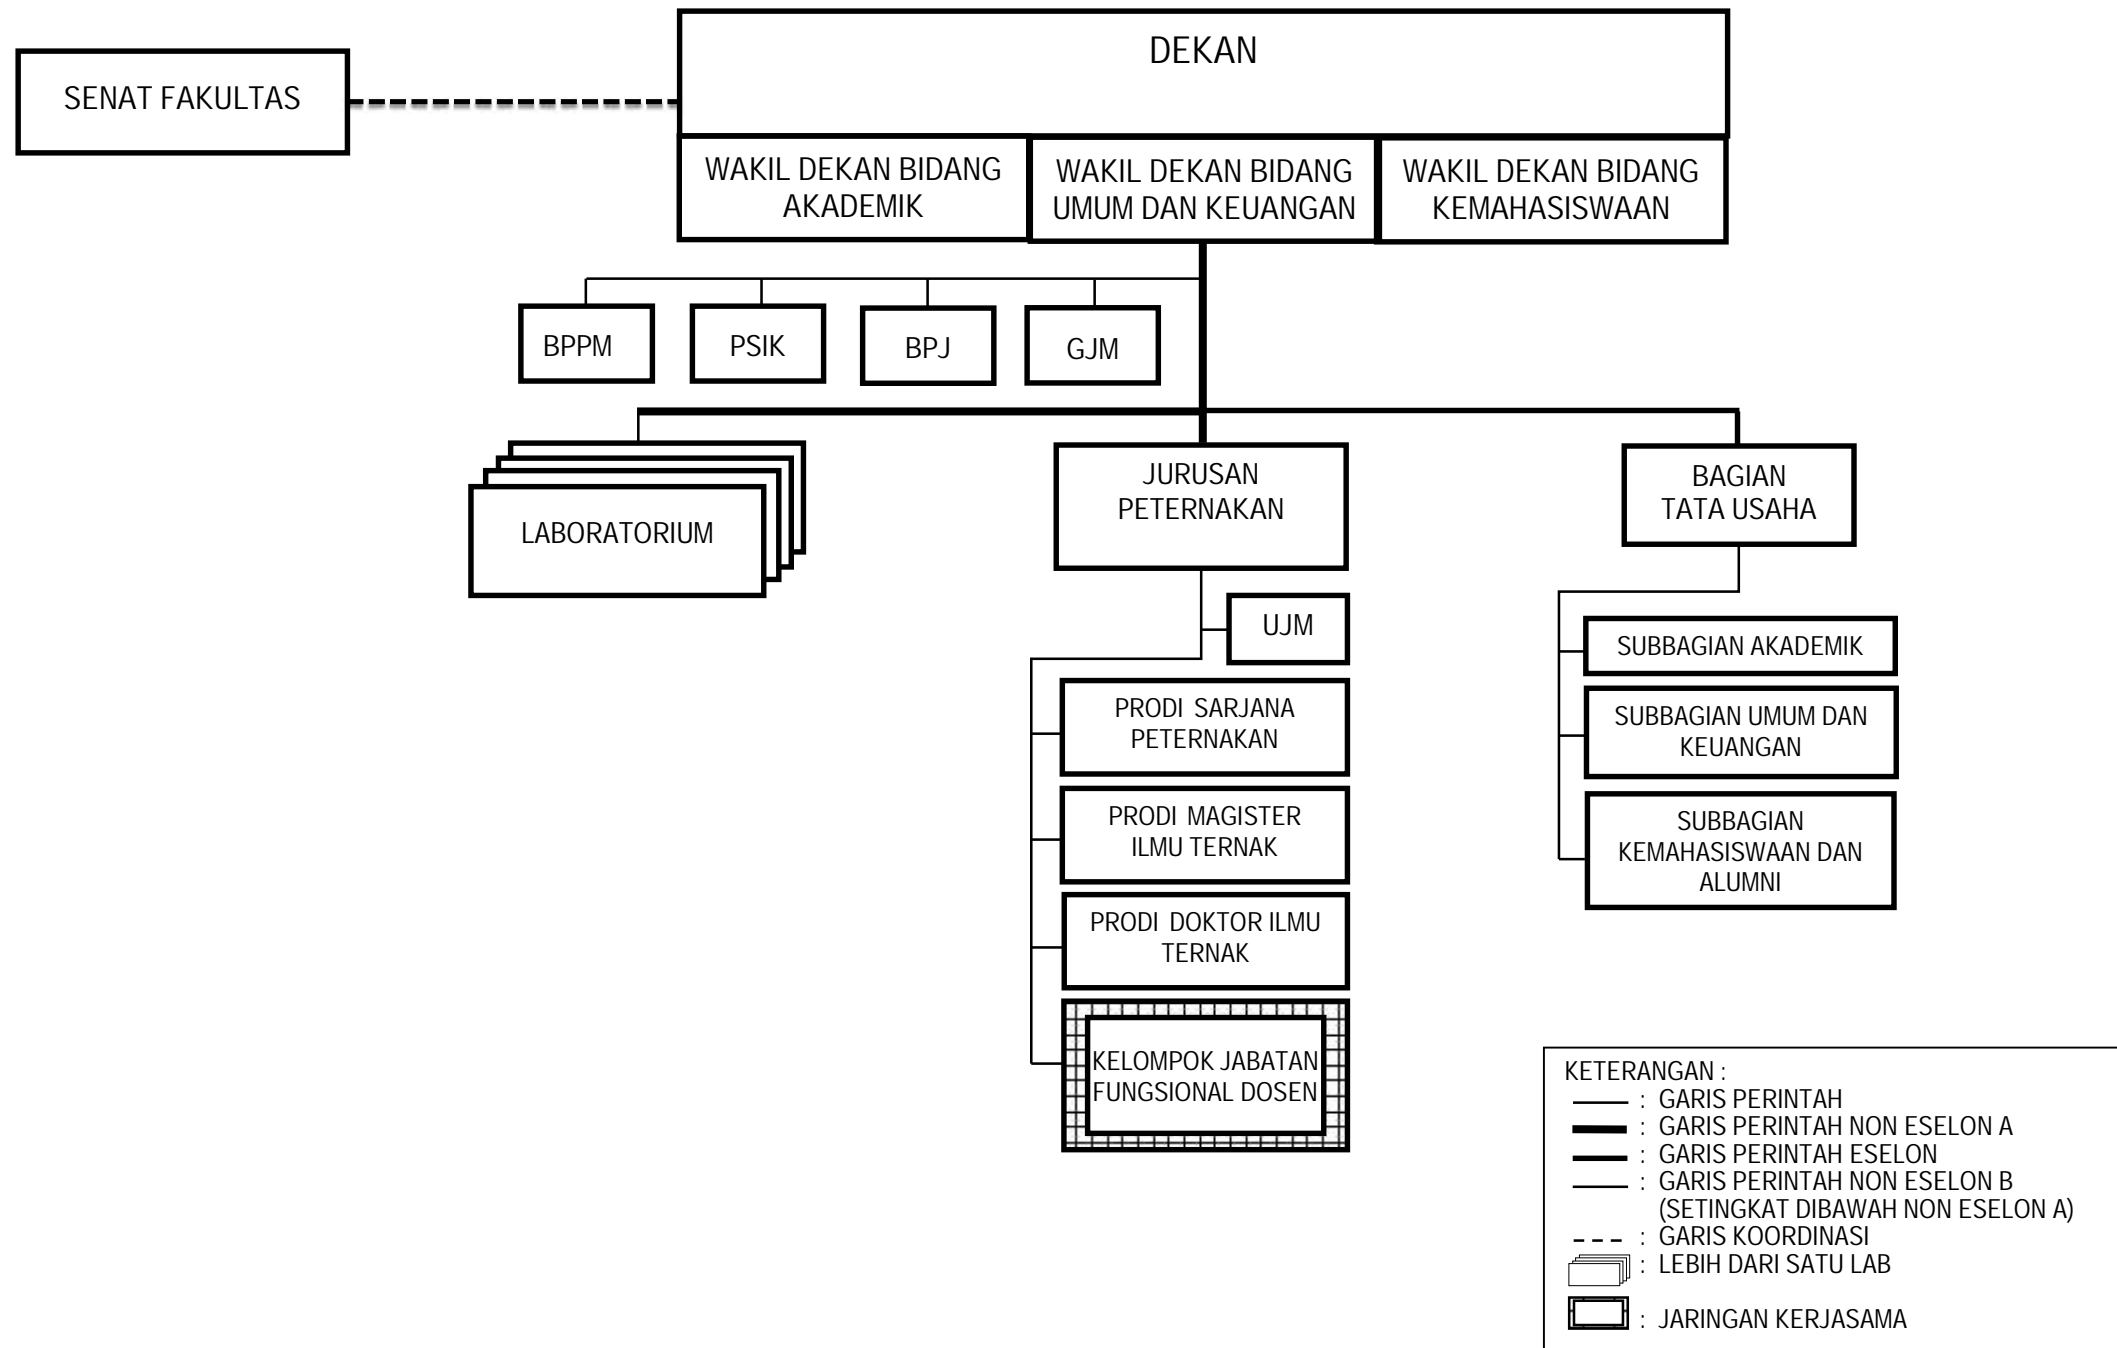 DEKAN
SENAT FAKULTAS
WAKIL DEKAN BIDANG
AKADEMIK
WAKIL DEKAN BIDANG
UMUM DAN KEUANGAN
WAKIL DEKAN BIDANG
KEMAHASISWAAN
BPPM
PSIK
BPJ
GJM
LABORATORIUM
JURUSAN
PETERNAKAN
BAGIAN
TATA USAHA
UJM
PRODI SARJANA
PETERNAKAN
PRODI MAGISTER
ILMU TERNAK
PRODI DOKTOR ILMU
TERNAK
KELOMPOK JABATAN
FUNGSIONAL DOSEN
SUBBAGIAN AKADEMIK
SUBBAGIAN UMUM DAN
KEUANGAN
SUBBAGIAN
KEMAHASISWAAN DAN
ALUMNI
KETERANGAN :
: GARIS PERINTAH
: GARIS PERINTAH NON ESELON A
: GARIS PERINTAH ESELON
: GARIS PERINTAH NON ESELON B
(SETINGKAT DIBAWAH NON ESELON A)
: GARIS KOORDINASI
: LEBIH DARI SATU LAB
: JARINGAN KERJASAMA